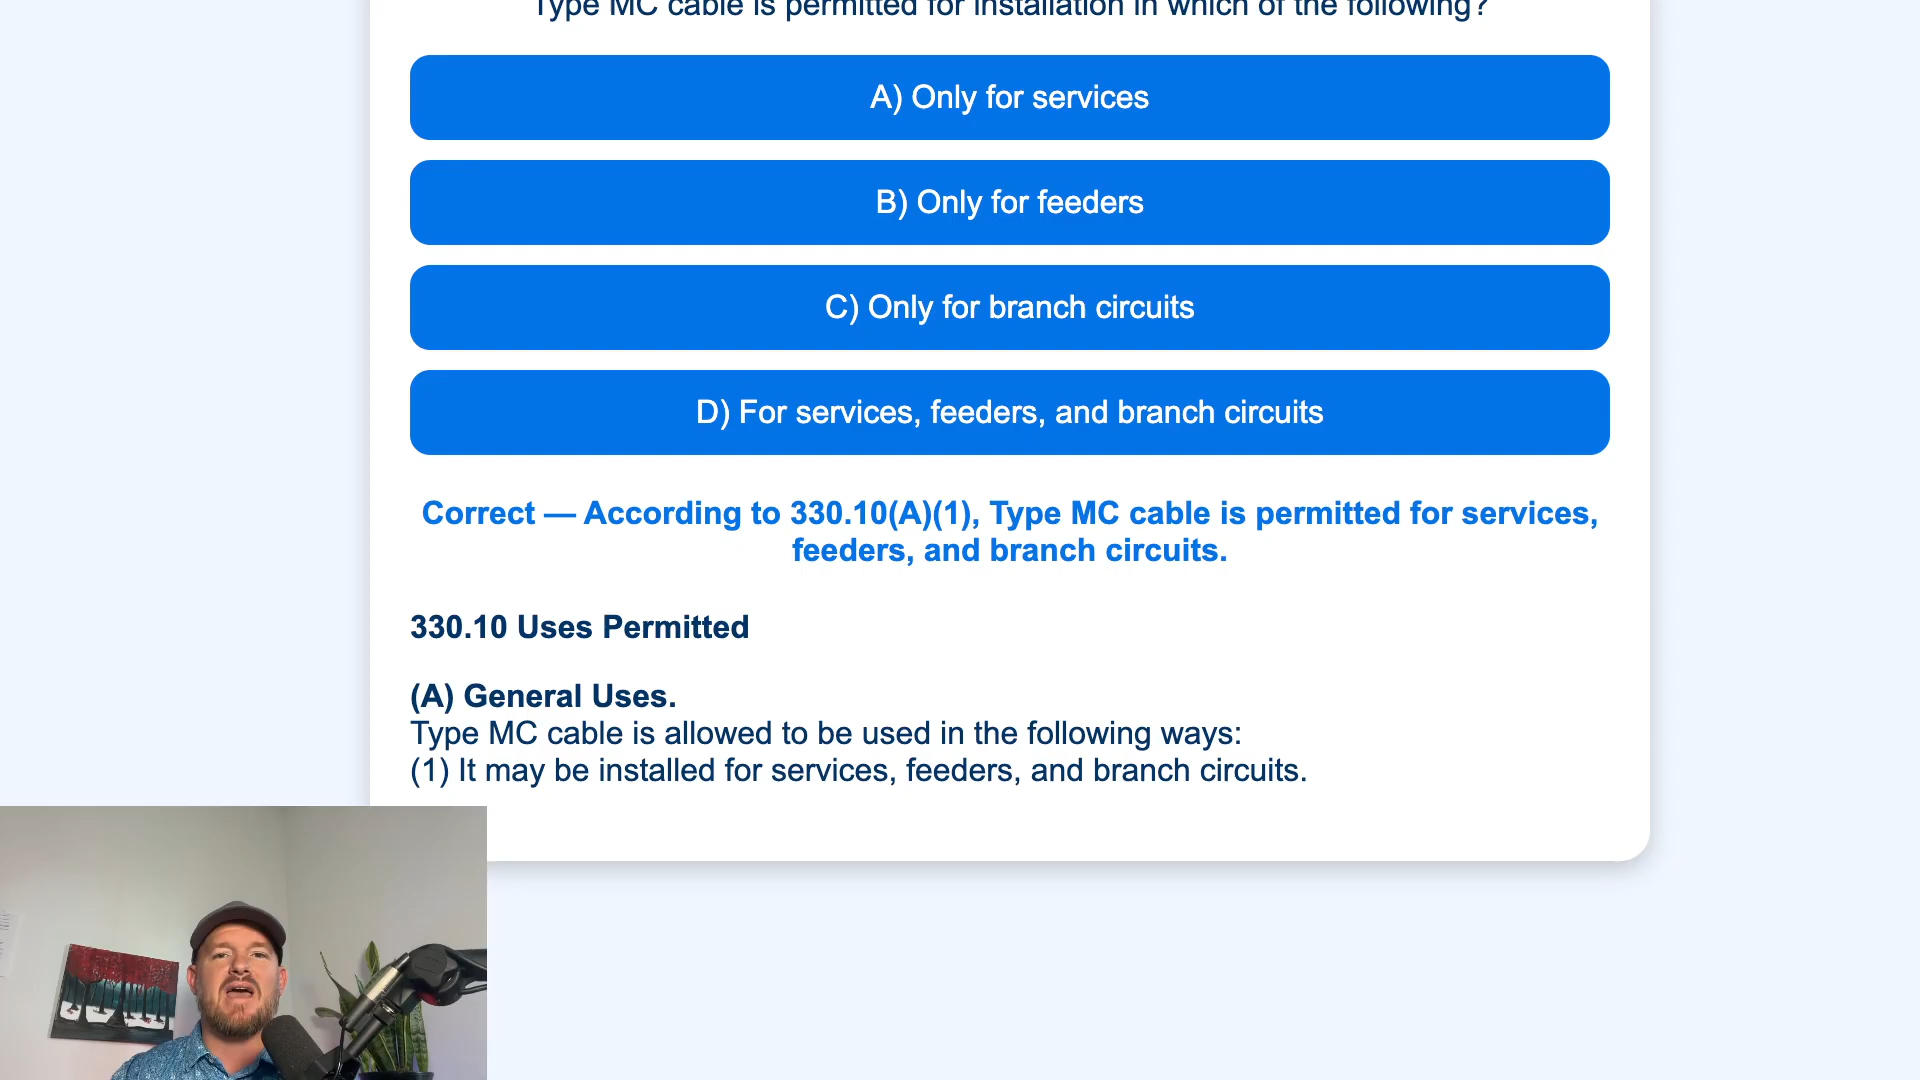 Type MC cable is permitted for installation in which of the following?
A) Only for services
B) Only for feeders
C) Only for branch circuits
D) For services, feeders, and branch circuits
Correct — According to 330.10(A)(1), Type MC cable is permitted for services,
feeders, and branch circuits.
330.10 Uses Permitted
(A) General Uses.
Type MC cable is allowed to be used in the following ways:
(1) It may be installed for services, feeders, and branch circuits.